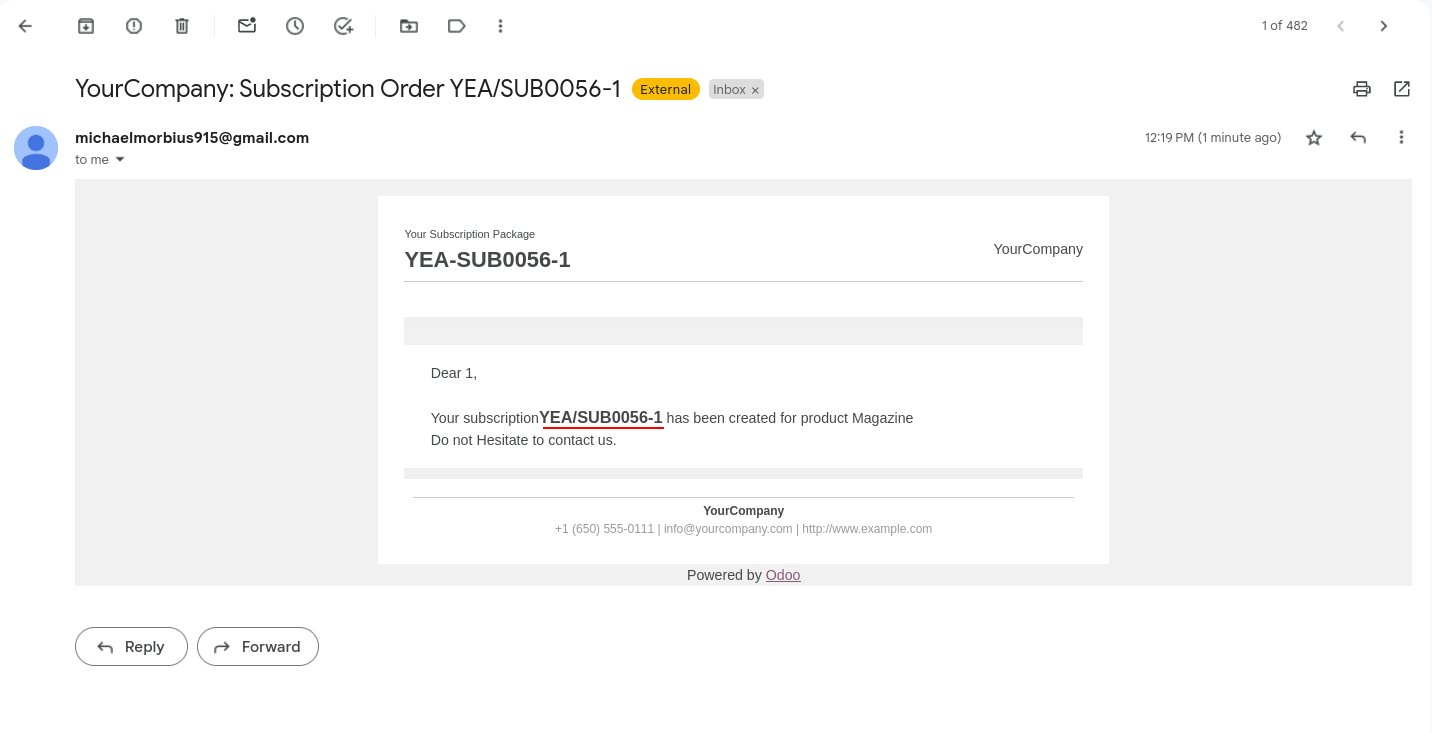 1 of 482
YourCompany: Subscription Order YEA/SUB0056-1 External Inbox ×
michaelmorbius915@gmail.com 12:19 PM (1 minute ago)
to me
Your Subscription Package
YEA-SUB0056-1
YourCompany
Dear 1,
Your subscriptionYEA/SUB0056-1 has been created for product Magazine
Do not Hesitate to contact us.
YourCompany
+1 (650) 555-0111 | info@yourcompany.com | http://www.example.com
Powered by Odoo
Reply Forward